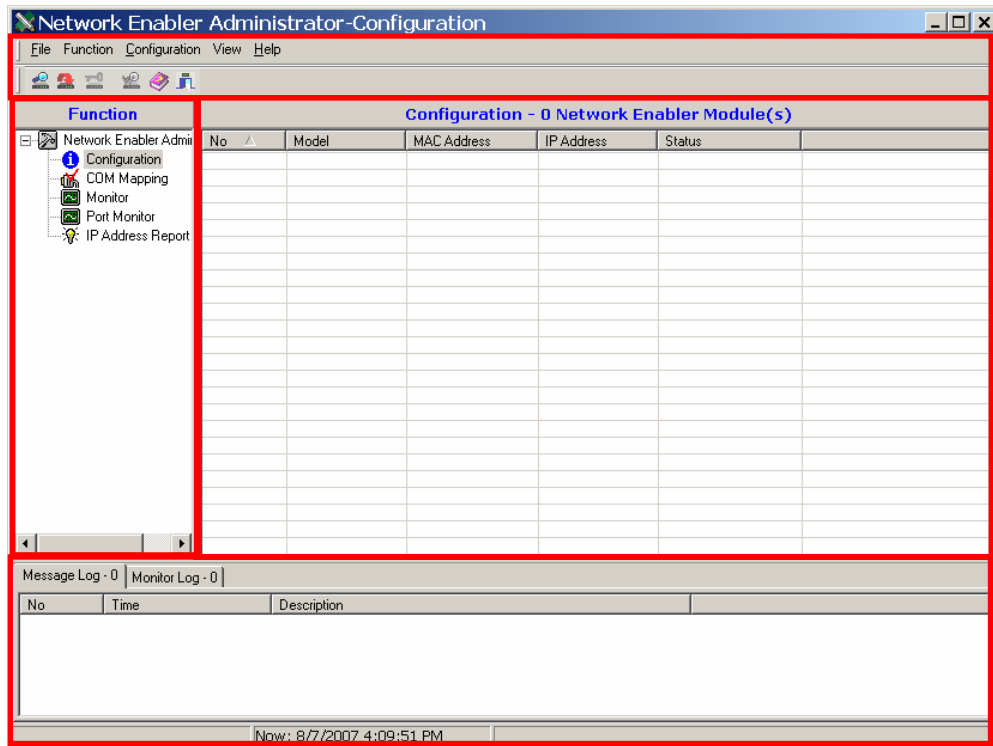 Network Enabler Administrator-Configuration
File Function Configuration View Help
Function
Configuration - 0 Network Enabler Module(s)
Network Enabler Admi
Configuration
COM Mapping
Monitor
Port Monitor
IP Address Report
No Model MAC Address IP Address Status
Message Log - 0 Monitor Log - 0
No Time Description
Now: 8/7/2007 4:09:51 PM